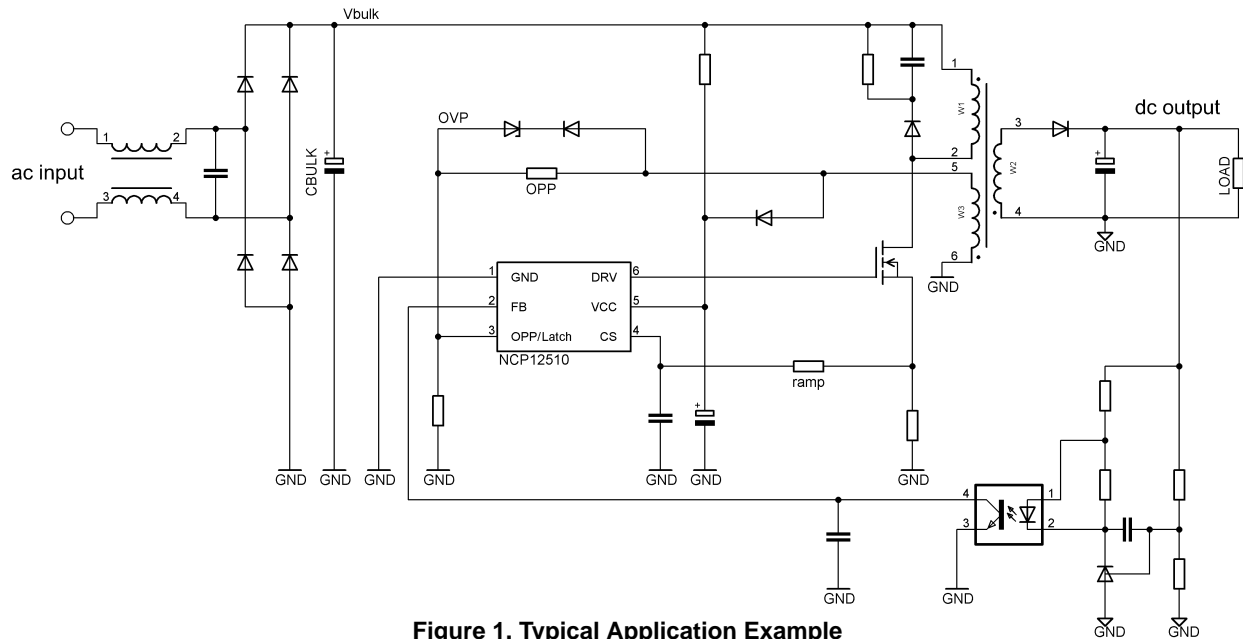 Vbulk
1
W1
2
OVP
OPP
5
W3
6
GND
3
W2
4
dc output
LOAD
GND
ac input
1
2
3
4
CBULK
+
+
1
GND
DRV
6
2
FB
VCC
5
3
OPP/Latch
CS
4
NCP12510
ramp
+
GND
GND
GND
GND
GND
GND
GND
4
1
3
2
GND
GND
GND
GND
Figure 1. Typical Application Example